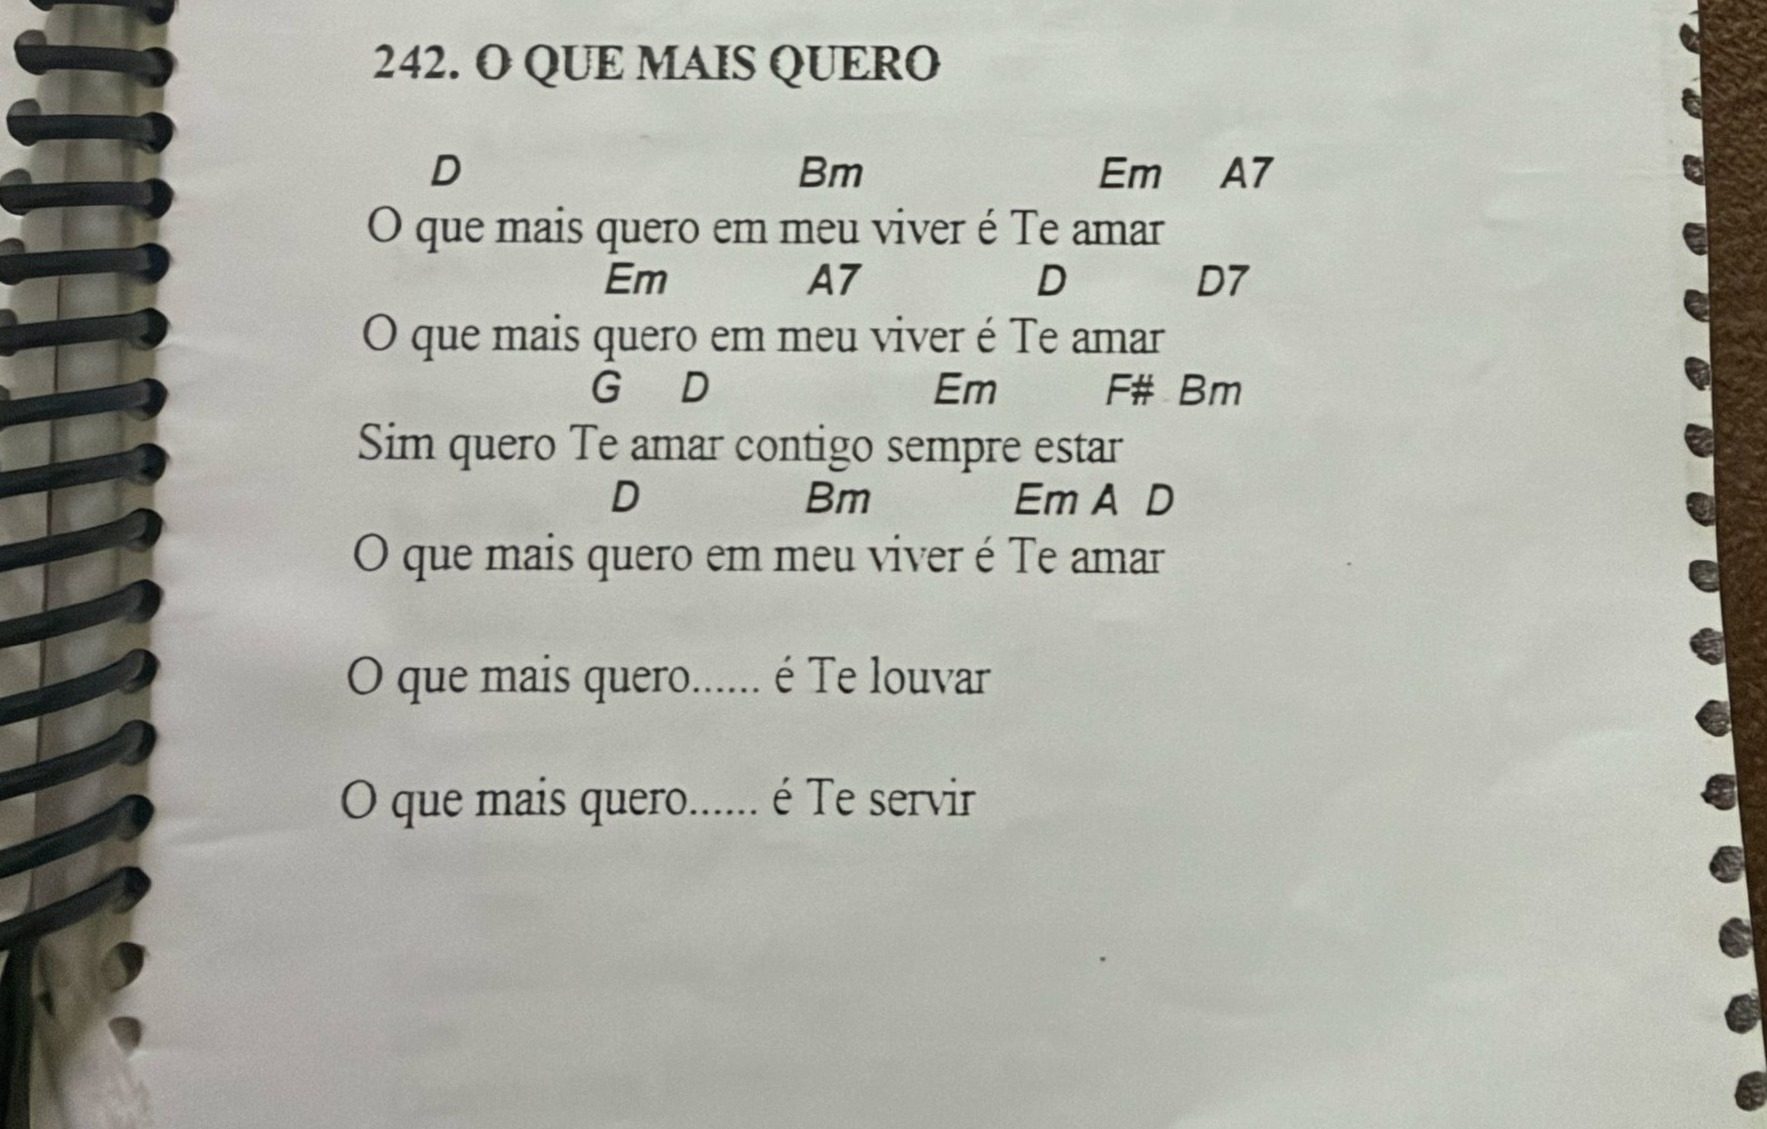 242. O QUE MAIS QUERO
D Bm Em A7
O que mais quero em meu viver é Te amar
Em A7 D D7
O que mais quero em meu viver é Te amar
G D Em F# Bm
Sim quero Te amar contigo sempre estar
D Bm Em A D
O que mais quero em meu viver é Te amar
O que mais quero...... é Te louvar
O que mais quero...... é Te servir